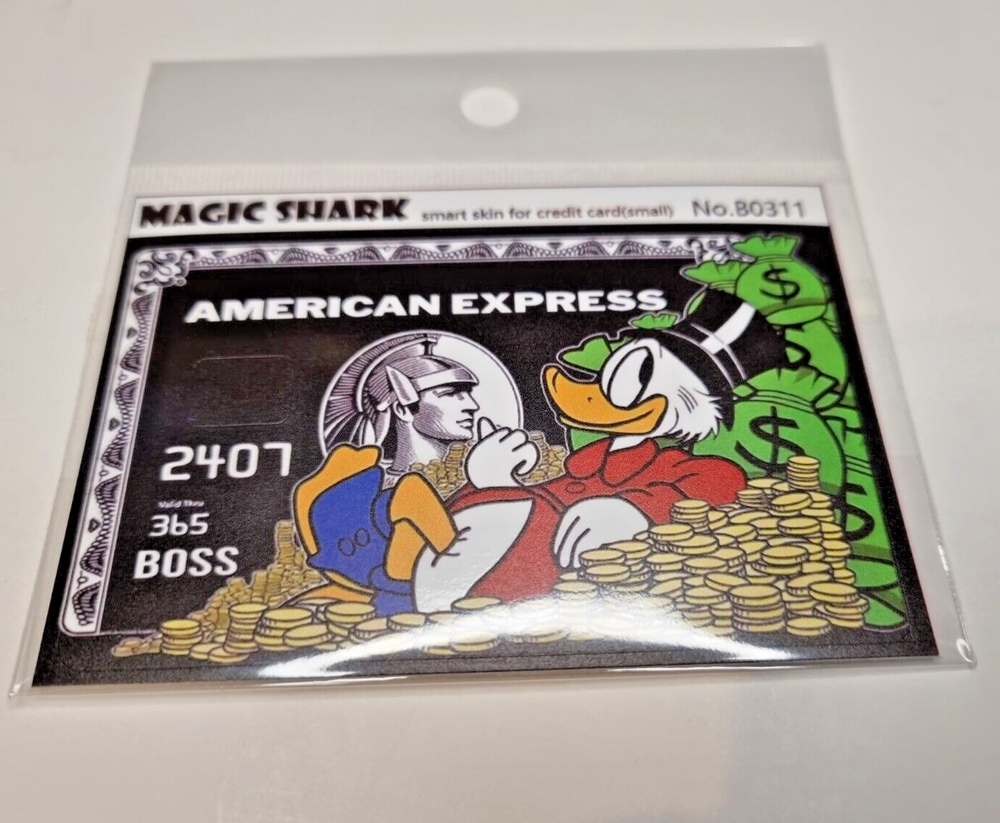 MAGIC SHARK smart skin for credit card(small) No.B0311
AMERICAN EXPRESS
2407
Valid Thru
365
BOSS
$
$
$